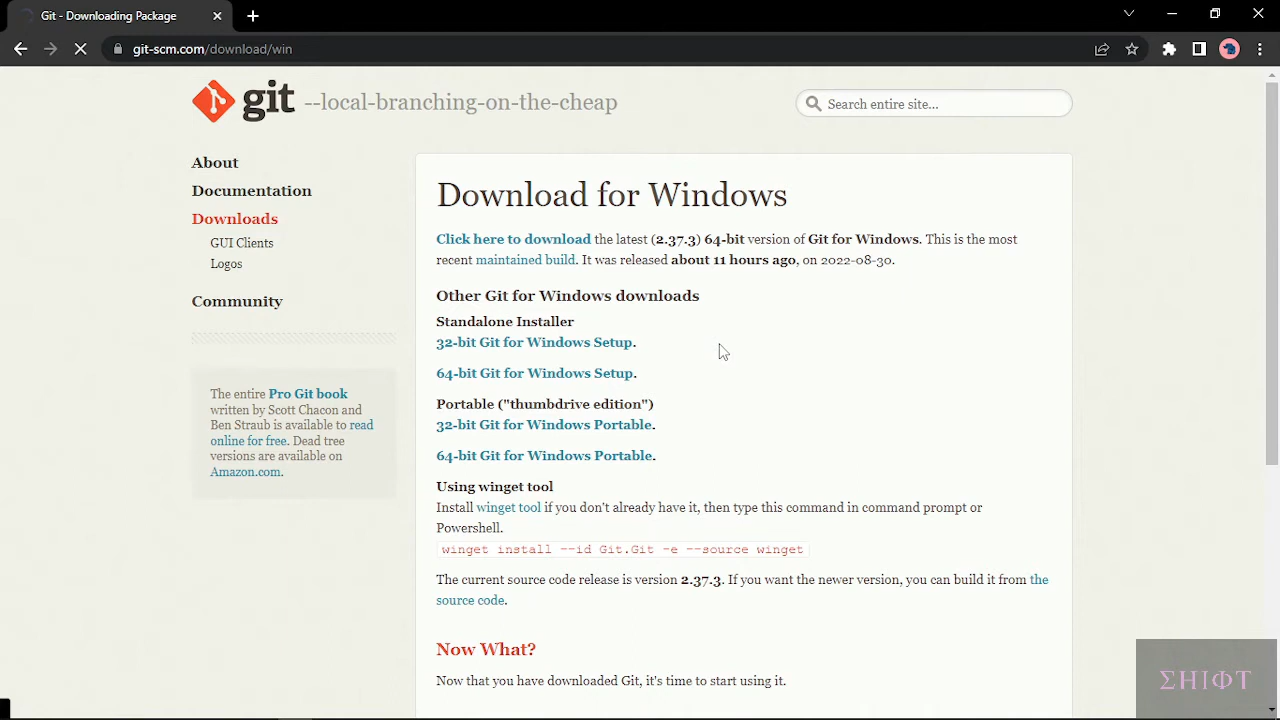 Git - Downloading Package
git-scm.com/download/win
git --local-branching-on-the-cheap
Search entire site...
About
Documentation
Downloads
GUI Clients
Logos
Community
The entire Pro Git book
written by Scott Chacon and
Ben Straub is available to read
online for free. Dead tree
versions are available on
Amazon.com.
Download for Windows
Click here to download the latest (2.37.3) 64-bit version of Git for Windows. This is the most
recent maintained build. It was released about 11 hours ago, on 2022-08-30.
Other Git for Windows downloads
Standalone Installer
32-bit Git for Windows Setup.
64-bit Git for Windows Setup.
Portable ("thumbdrive edition")
32-bit Git for Windows Portable.
64-bit Git for Windows Portable.
Using winget tool
Install winget tool if you don't already have it, then type this command in command prompt or
Powershell.
winget install --id Git.Git -e --source winget
The current source code release is version 2.37.3. If you want the newer version, you can build it from the
source code.
Now What?
Now that you have downloaded Git, it's time to start using it.
ΣHIΦT